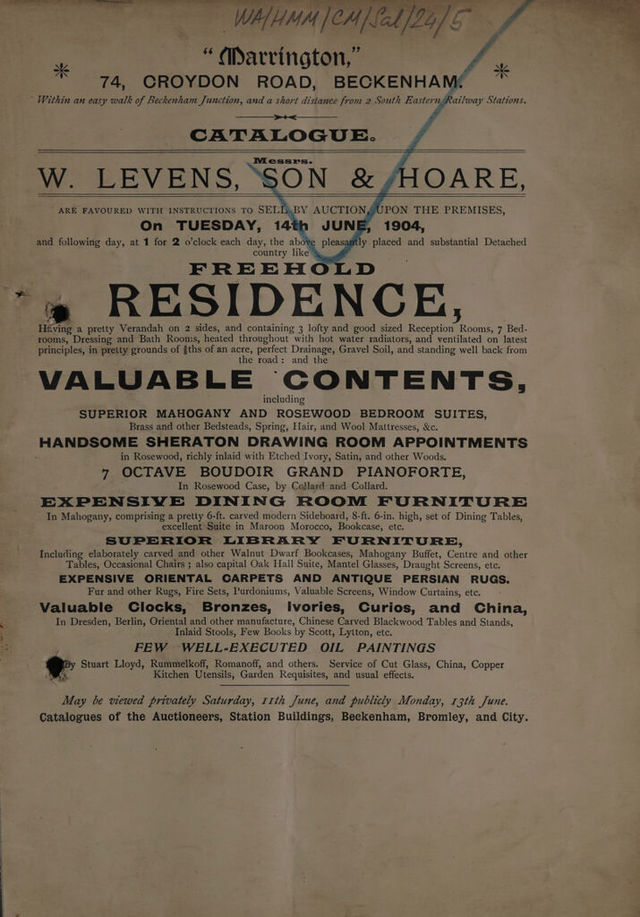 WA/HMM/CM/Sal/24/5
"Marrington,"
74, CROYDON ROAD, BECKENHAM.
Within an easy walk of Beckenham Junction, and a short distance from 2 South Eastern Railway Stations.
CATALOGUE.
Messrs.
W. LEVENS, SON & HOARE,
ARE FAVOURED WITH INSTRUCTIONS TO SELL BY AUCTION, UPON THE PREMISES,
On TUESDAY, 14th JUNE, 1904,
and following day, at 1 for 2 o'clock each day, the above pleasantly placed and substantial Detached
country like
FREEHOLD
RESIDENCE,
Having a pretty Verandah on 2 sides, and containing 3 lofty and good sized Reception Rooms, 7 Bed-
rooms, Dressing and Bath Rooms, heated throughout with hot water radiators, and ventilated on latest
principles, in pretty grounds of of an acre, perfect Drainage, Gravel Soil, and standing well back from
the road: and the
VALUABLE CONTENTS,
including
SUPERIOR MAHOGANY AND ROSEWOOD BEDROOM SUITES,
Brass and other Bedsteads, Spring, Hair, and Wool Mattresses, &c.
HANDSOME SHERATON DRAWING ROOM APPOINTMENTS
in Rosewood, richly inlaid with Etched Ivory, Satin, and other Woods.
7 OCTAVE BOUDOIR GRAND PIANOFORTE,
In Rosewood Case, by Collard and Collard.
EXPENSIVE DINING ROOM FURNITURE
In Mahogany, comprising a pretty 6-ft. carved modern Sideboard, 8-ft. 6-in. high, set of Dining Tables,
excellent Suite in Maroon Morocco, Bookcase, etc.
SUPERIOR LIBRARY FURNITURE,
Including elaborately carved and other Walnut Dwarf Bookcases, Mahogany Buffet, Centre and other
Tables, Occasional Chairs; also capital Oak Hall Suite, Mantel Glasses, Draught Screens, etc.
EXPENSIVE ORIENTAL CARPETS AND ANTIQUE PERSIAN RUGS.
Fur and other Rugs, Fire Sets, Purdoniums, Valuable Screens, Window Curtains, etc.
Valuable Clocks, Bronzes, Ivories, Curios, and China,
In Dresden, Berlin, Oriental and other manufacture, Chinese Carved Blackwood Tables and Stands,
Inlaid Stools, Few Books by Scott, Lytton, etc.
FEW WELL-EXECUTED OIL PAINTINGS
By Stuart Lloyd, Rummelkoff, Romanoff, and others. Service of Cut Glass, China, Copper
Kitchen Utensils, Garden Requisites, and usual effects.
May be viewed privately Saturday, 11th June, and publicly Monday, 13th June.
Catalogues of the Auctioneers, Station Buildings, Beckenham, Bromley, and City.